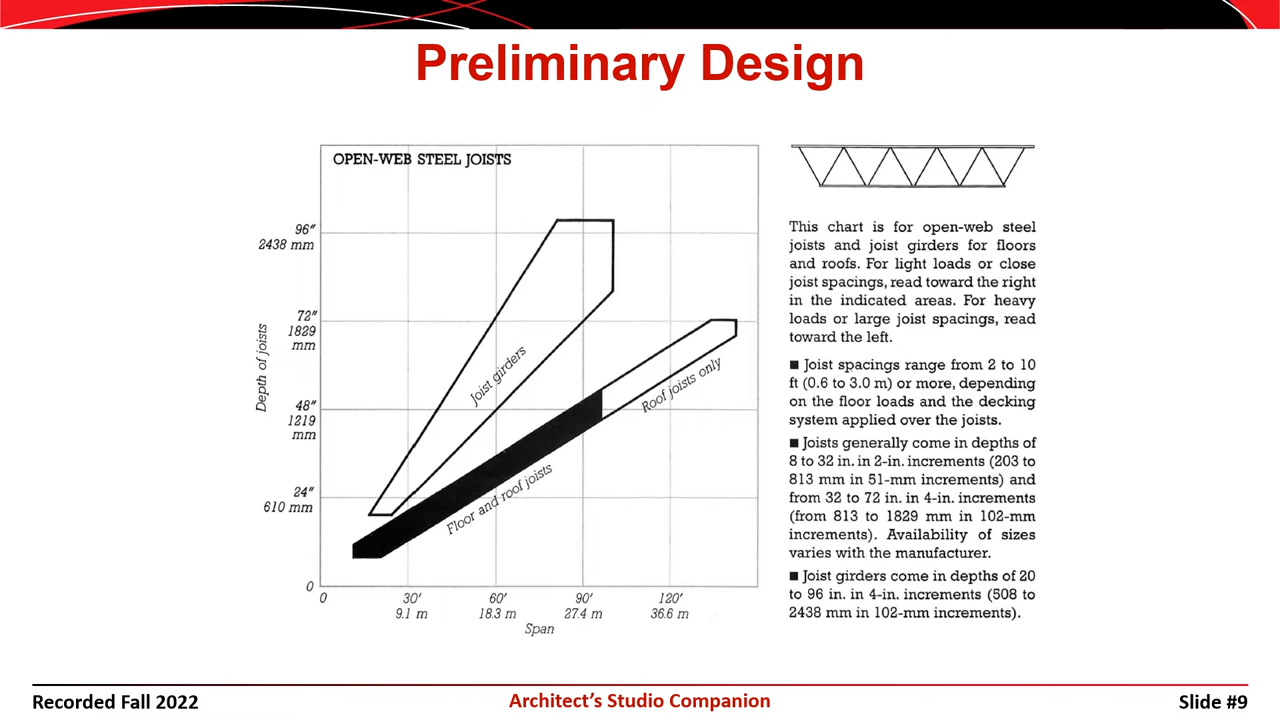 Preliminary Design
OPEN-WEB STEEL JOISTS
96"
2438 mm
72"
1829
mm
48"
1219
mm
24"
610 mm
0
Depth of joists
Joist girders
Roof joists only
Floor and roof joists
0
30'
60'
90'
120'
9.1 m
18.3 m
27.4 m
36.6 m
Span
This chart is for open-web steel
joists and joist girders for floors
and roofs. For light loads or close
joist spacings, read toward the right
in the indicated areas. For heavy
loads or large joist spacings, read
toward the left.
■ Joist spacings range from 2 to 10
ft (0.6 to 3.0 m) or more, depending
on the floor loads and the decking
system applied over the joists.
■ Joists generally come in depths of
8 to 32 in. in 2-in. increments (203 to
813 mm in 51-mm increments) and
from 32 to 72 in. in 4-in. increments
(from 813 to 1829 mm in 102-mm
increments). Availability of sizes
varies with the manufacturer.
■ Joist girders come in depths of 20
to 96 in. in 4-in. increments (508 to
2438 mm in 102-mm increments).
Recorded Fall 2022
Architect's Studio Companion
Slide #9